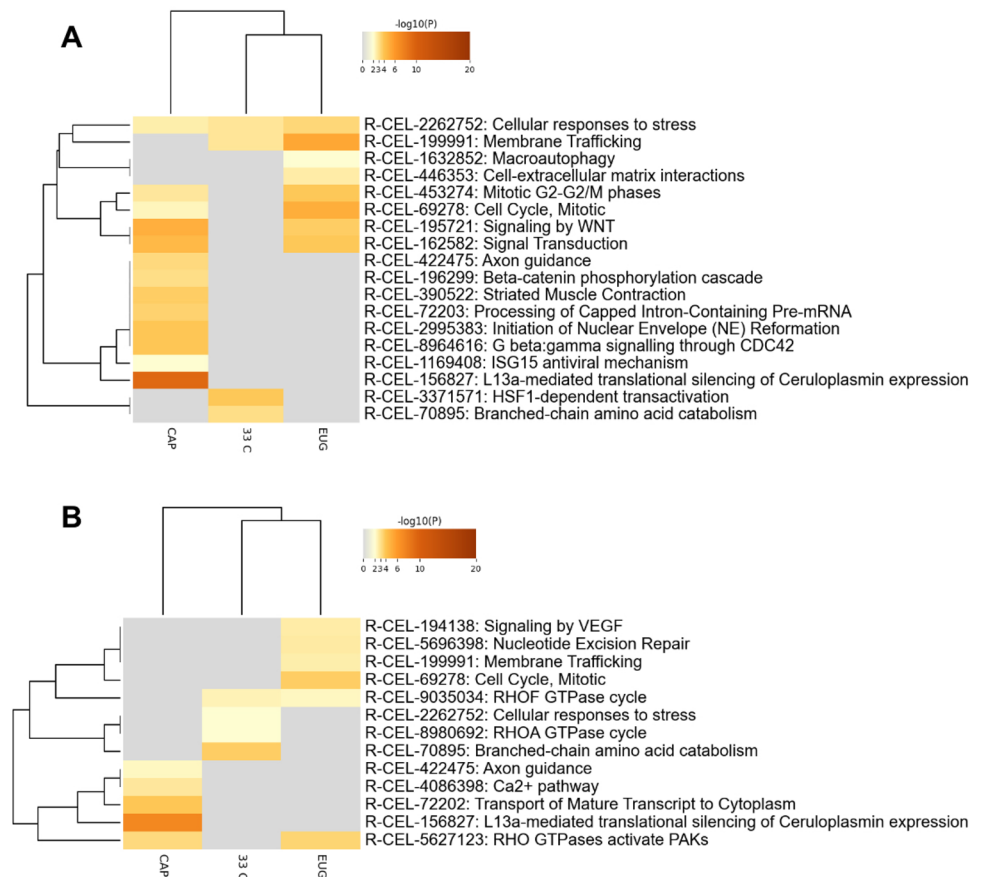 A
-log10(P)
0 2 3 4 6 10 20
R-CEL-2262752: Cellular responses to stress
R-CEL-199991: Membrane Trafficking
R-CEL-1632852: Macroautophagy
R-CEL-446353: Cell-extracellular matrix interactions
R-CEL-453274: Mitotic G2-G2/M phases
R-CEL-69278: Cell Cycle, Mitotic
R-CEL-195721: Signaling by WNT
R-CEL-162582: Signal Transduction
R-CEL-422475: Axon guidance
R-CEL-196299: Beta-catenin phosphorylation cascade
R-CEL-390522: Striated Muscle Contraction
R-CEL-72203: Processing of Capped Intron-Containing Pre-mRNA
R-CEL-2995383: Initiation of Nuclear Envelope (NE) Reformation
R-CEL-8964616: G beta:gamma signalling through CDC42
R-CEL-1169408: ISG15 antiviral mechanism
R-CEL-156827: L13a-mediated translational silencing of Ceruloplasmin expression
R-CEL-3371571: HSF1-dependent transactivation
R-CEL-70895: Branched-chain amino acid catabolism
CAP 33 C EUG
B
-log10(P)
0 2 3 4 6 10 20
R-CEL-194138: Signaling by VEGF
R-CEL-5696398: Nucleotide Excision Repair
R-CEL-199991: Membrane Trafficking
R-CEL-69278: Cell Cycle, Mitotic
R-CEL-9035034: RHOF GTPase cycle
R-CEL-2262752: Cellular responses to stress
R-CEL-8980692: RHOA GTPase cycle
R-CEL-70895: Branched-chain amino acid catabolism
R-CEL-422475: Axon guidance
R-CEL-4086398: Ca2+ pathway
R-CEL-72202: Transport of Mature Transcript to Cytoplasm
R-CEL-156827: L13a-mediated translational silencing of Ceruloplasmin expression
R-CEL-5627123: RHO GTPases activate PAKs
CAP 33 C EUG